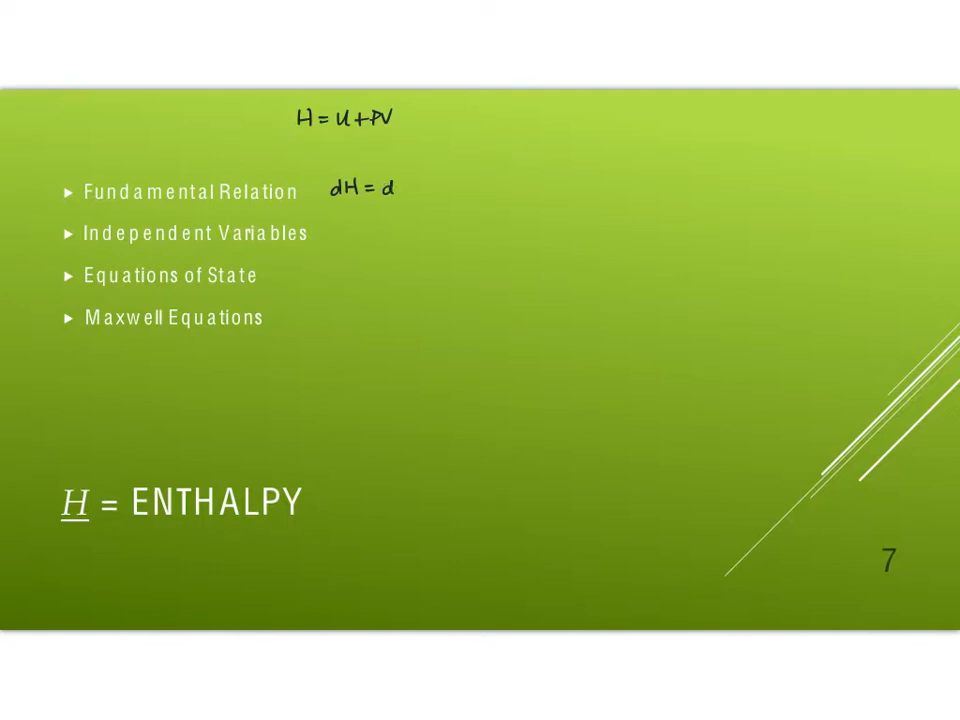 H = U + PV
▸ Fundamental Relation dH = d
▸ Independent Variables
▸ Equations of State
▸ Maxwell Equations
H = ENTHALPY
7